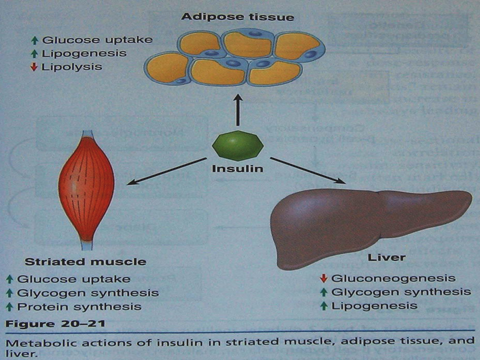 Adipose tissue
↑ Glucose uptake
↑ Lipogenesis
↓ Lipolysis
Insulin
Striated muscle
↑ Glucose uptake
↑ Glycogen synthesis
↑ Protein synthesis
Liver
↓ Gluconeogenesis
↑ Glycogen synthesis
↑ Lipogenesis
Figure 20–21
Metabolic actions of insulin in striated muscle, adipose tissue, and
liver.